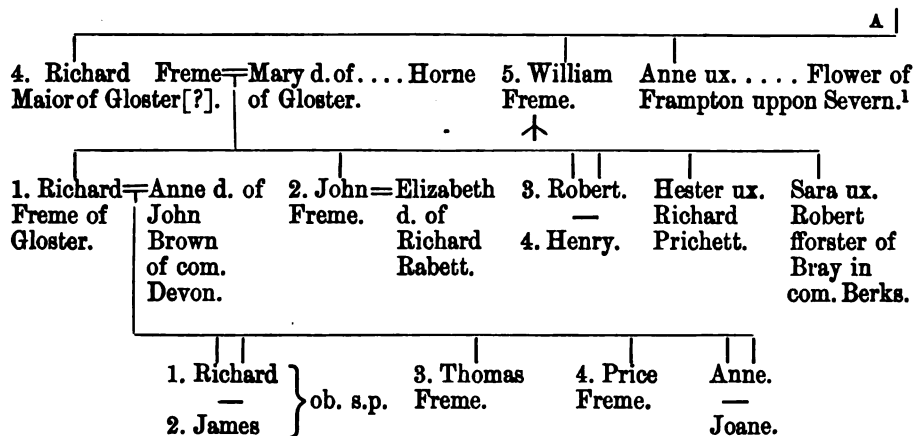 A
4. Richard Freme Mary d. of .... Horne 5. William Anne ux. .... . Flower of
Maior of Gloster[?]. of Gloster. Freme. Frampton uppon Severn.¹
1. Richard=Anne d. of 2. John=Elizabeth 3. Robert. Hester ux. Sara ux.
Freme of John Freme. d. of — Richard Robert
Gloster. Brown Richard 4. Henry. Prichett. fforster of
of com. Rabett. Bray in
Devon. com. Berks.
1. Richard 3. Thomas 4. Price Anne.
— } ob. s.p. Freme. Freme. —
2. James Joane.